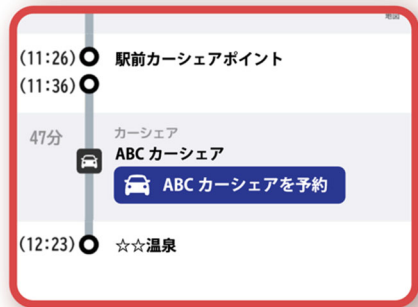 地図
(11:26) 駅前カーシェアポイント
(11:36)
カーシェア
47分
ABC カーシェア
ABC カーシェアを予約
(12:23) ☆☆温泉